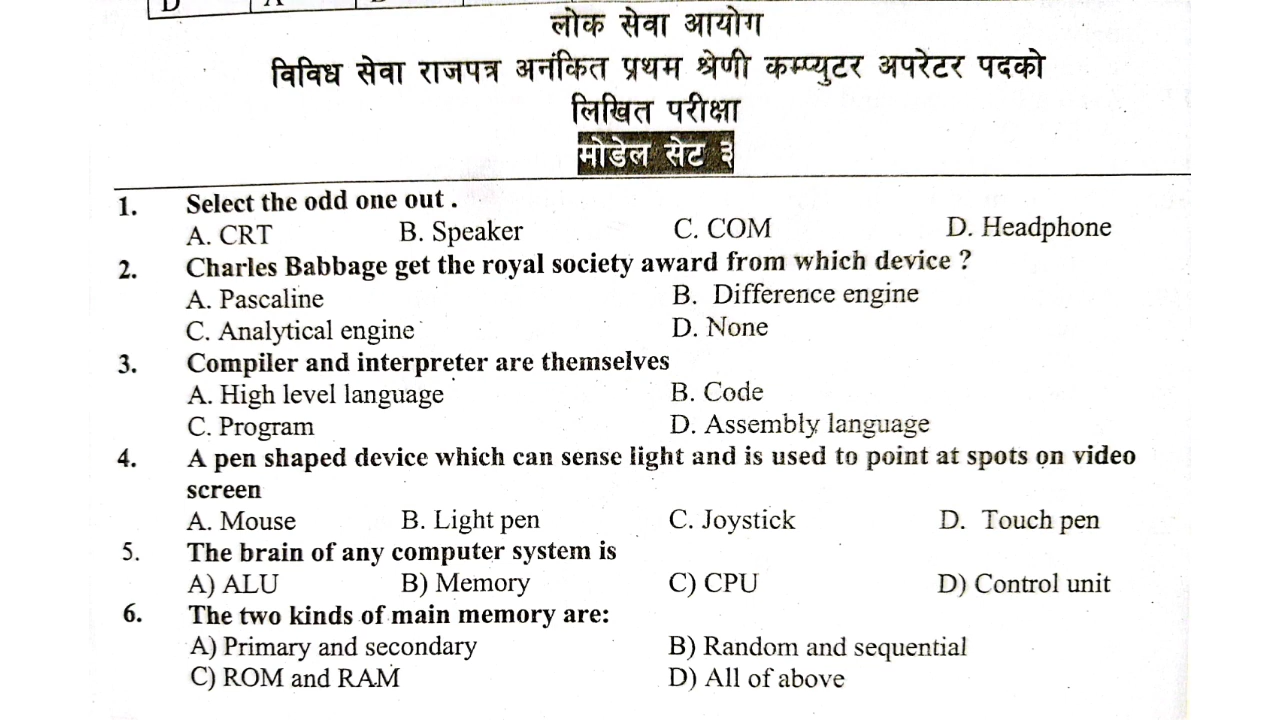 लोक सेवा आयोग
विविध सेवा राजपत्र अनंकित प्रथम श्रेणी कम्प्युटर अपरेटर पदको
लिखित परीक्षा
मोडेल सेट ३
1. Select the odd one out .
A. CRT B. Speaker C. COM D. Headphone
2. Charles Babbage get the royal society award from which device ?
A. Pascaline B. Difference engine
C. Analytical engine D. None
3. Compiler and interpreter are themselves
A. High level language B. Code
C. Program D. Assembly language
4. A pen shaped device which can sense light and is used to point at spots on video
screen
A. Mouse B. Light pen C. Joystick D. Touch pen
5. The brain of any computer system is
A) ALU B) Memory C) CPU D) Control unit
6. The two kinds of main memory are:
A) Primary and secondary B) Random and sequential
C) ROM and RAM D) All of above